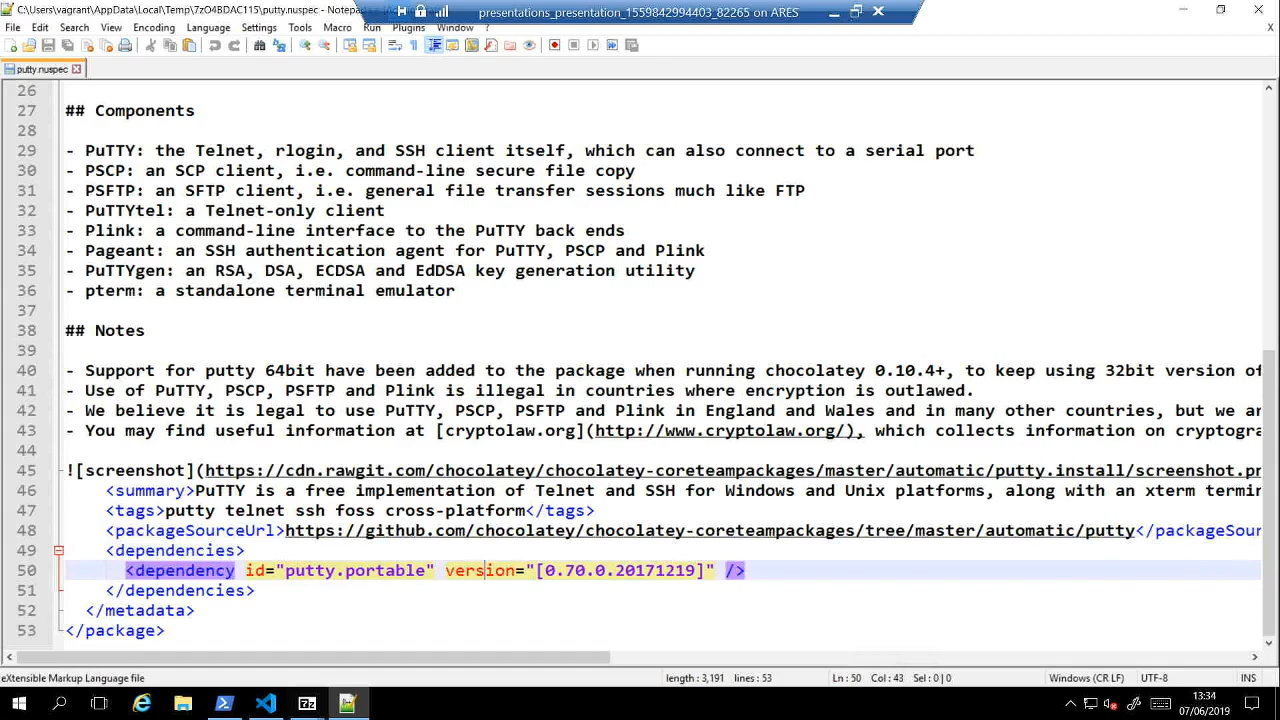 C:\Users\vagrant\AppData\Local\Temp\7zO4BDAC115\putty.nuspec - Notepad
presentations_presentation_1559842994403_82265 on ARES
File Edit Search View Encoding Language Settings Tools Macro Run Plugins Window ?
X
putty.nuspec
26
27 ## Components
28
29 - PuTTY: the Telnet, rlogin, and SSH client itself, which can also connect to a serial port
30 - PSCP: an SCP client, i.e. command-line secure file copy
31 - PSFTP: an SFTP client, i.e. general file transfer sessions much like FTP
32 - PuTTYtel: a Telnet-only client
33 - Plink: a command-line interface to the PuTTY back ends
34 - Pageant: an SSH authentication agent for PuTTY, PSCP and Plink
35 - PuTTYgen: an RSA, DSA, ECDSA and EdDSA key generation utility
36 - pterm: a standalone terminal emulator
37
38 ## Notes
39
40 - Support for putty 64bit have been added to the package when running chocolatey 0.10.4+, to keep using 32bit version of
41 - Use of PuTTY, PSCP, PSFTP and Plink is illegal in countries where encryption is outlawed.
42 - We believe it is legal to use PuTTY, PSCP, PSFTP and Plink in England and Wales and in many other countries, but we ar
43 - You may find useful information at [cryptolaw.org](http://www.cryptolaw.org/), which collects information on cryptogra
44
45 ![screenshot](https://cdn.rawgit.com/chocolatey/chocolatey-coreteampackages/master/automatic/putty.install/screenshot.pn
46 <summary>PuTTY is a free implementation of Telnet and SSH for Windows and Unix platforms, along with an xterm termin
47 <tags>putty telnet ssh foss cross-platform</tags>
48 <packageSourceUrl>https://github.com/chocolatey/chocolatey-coreteampackages/tree/master/automatic/putty</packageSour
49 <dependencies>
50 <dependency id="putty.portable" version="[0.70.0.20171219]" />
51 </dependencies>
52 </metadata>
53 </package>
eXtensible Markup Language file length : 3,191 lines : 53 Ln : 50 Col : 43 Sel : 0 | 0 Windows (CR LF) UTF-8 INS
7z
13:34
07/06/2019